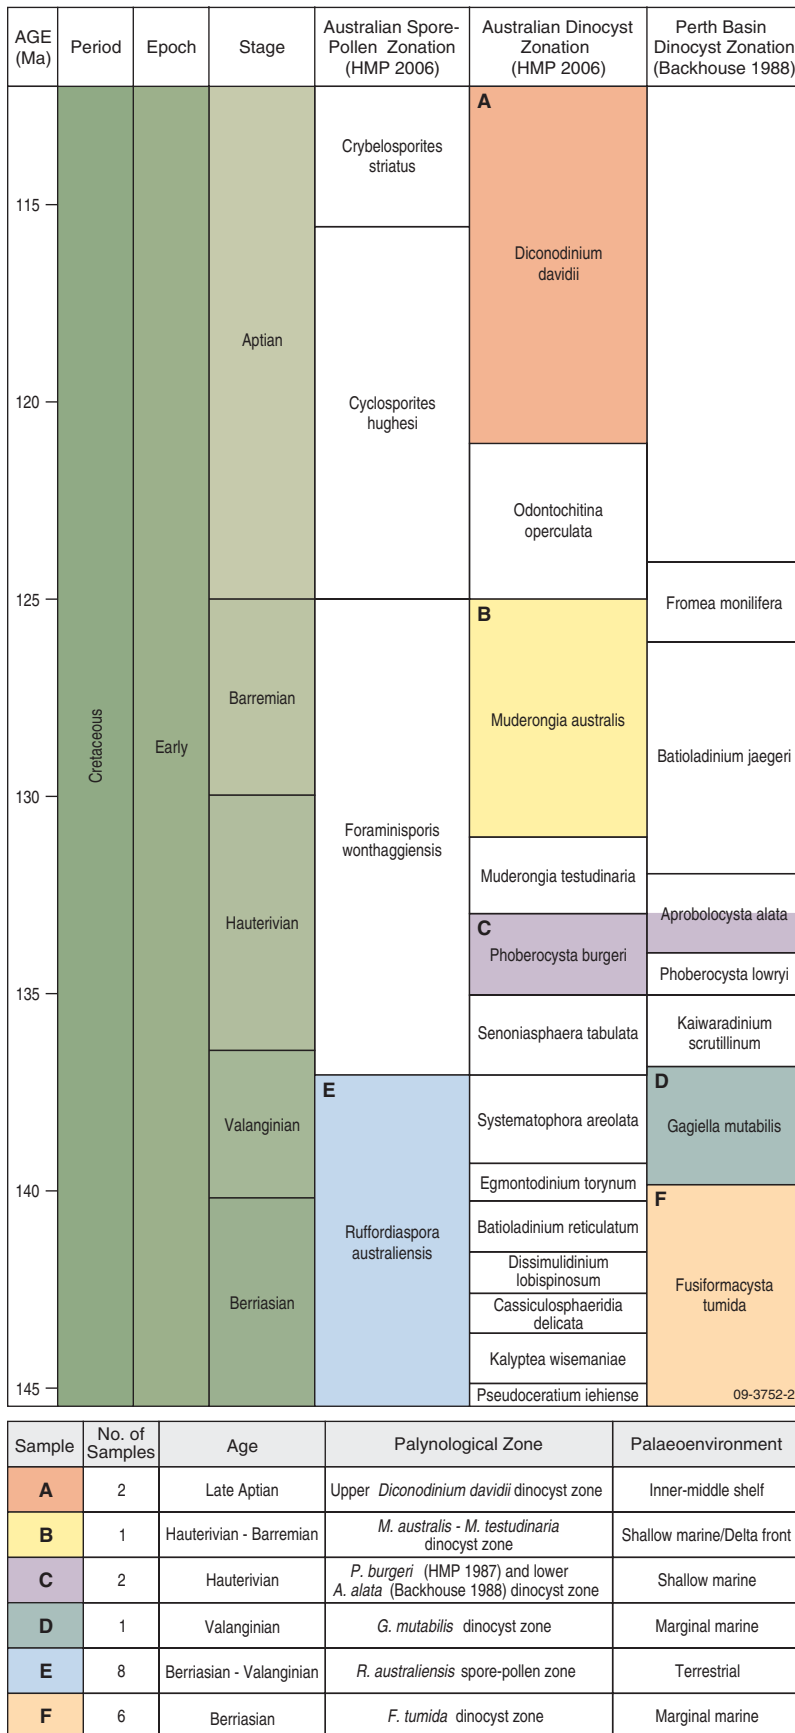 AGE
(Ma)
Period
Epoch
Stage
Australian Spore-
Pollen Zonation
(HMP 2006)
Australian Dinocyst
Zonation
(HMP 2006)
Perth Basin
Dinocyst Zonation
(Backhouse 1988)
115
120
125
130
135
140
145
Cretaceous
Early
Aptian
Barremian
Hauterivian
Valanginian
Berriasian
Crybelosporites
striatus
Cyclosporites
hughesi
Foraminisporis
wonthaggiensis
E
Ruffordiaspora
australiensis
A
Diconodinium
davidii
Odontochitina
operculata
B
Muderongia australis
Muderongia testudinaria
C
Phoberocysta burgeri
Senoniasphaera tabulata
Systematophora areolata
Egmontodinium torynum
Batioladinium reticulatum
Dissimulidinium
lobispinosum
Cassiculosphaeridia
delicata
Kalyptea wisemaniae
Pseudoceratium iehiense
Fromea monilifera
Batioladinium jaegeri
Aprobolocysta alata
Phoberocysta lowryi
Kaiwaradinium
scrutillinum
D
Gagiella mutabilis
F
Fusiformacysta
tumida
09-3752-2
Sample
No. of
Samples
Age
Palynological Zone
Palaeoenvironment
A
2
Late Aptian
Upper Diconodinium davidii dinocyst zone
Inner-middle shelf
B
1
Hauterivian - Barremian
M. australis - M. testudinaria
dinocyst zone
Shallow marine/Delta front
C
2
Hauterivian
P. burgeri (HMP 1987) and lower
A. alata (Backhouse 1988) dinocyst zone
Shallow marine
D
1
Valanginian
G. mutabilis dinocyst zone
Marginal marine
E
8
Berriasian - Valanginian
R. australiensis spore-pollen zone
Terrestrial
F
6
Berriasian
F. tumida dinocyst zone
Marginal marine